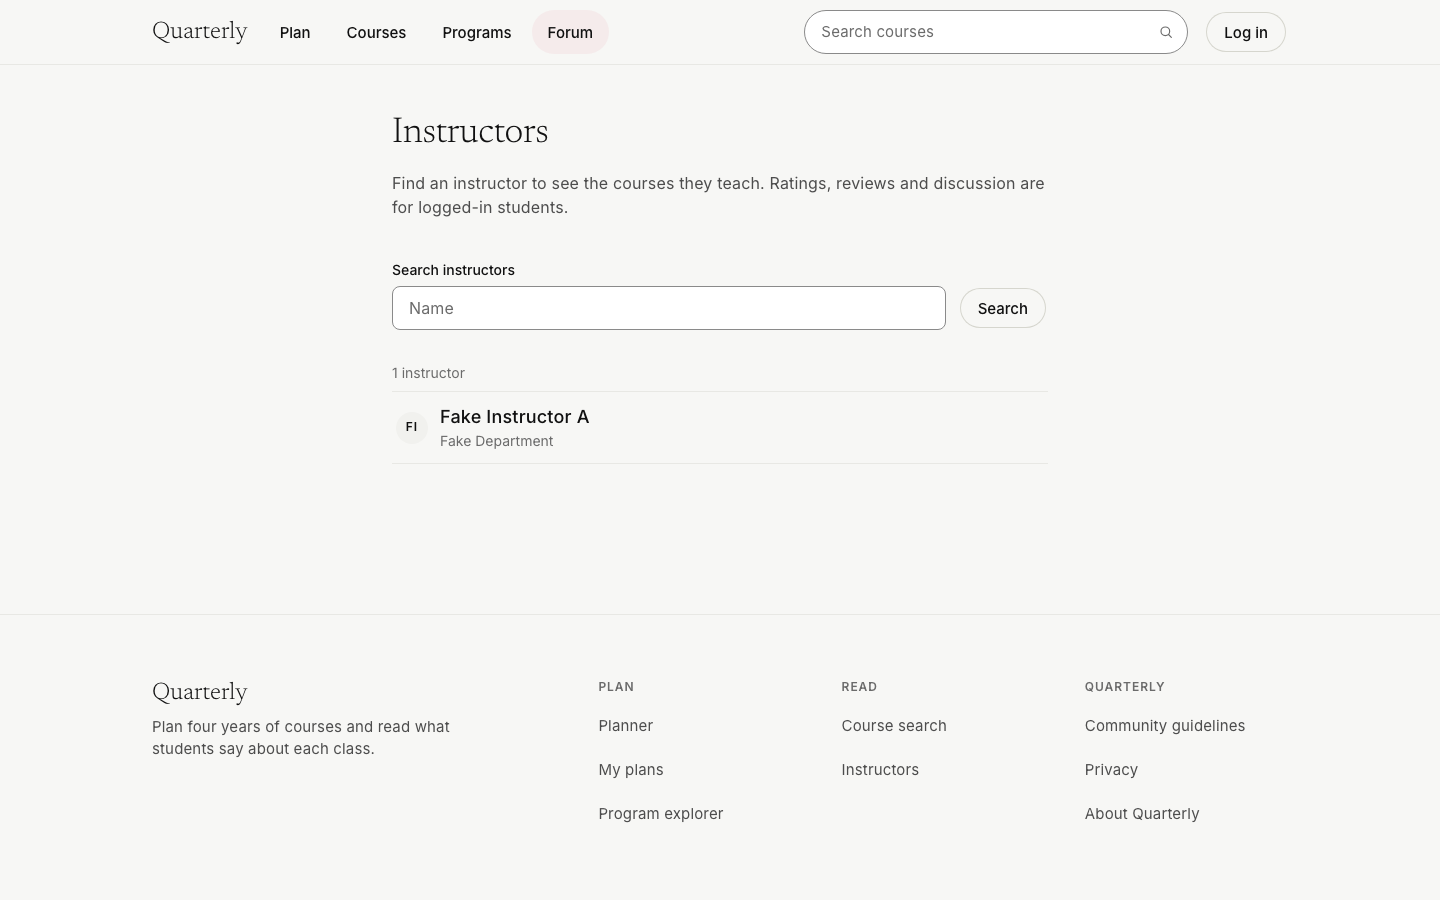 Quarterly
Plan
Courses
Programs
Forum
Search courses
Log in
Instructors
Find an instructor to see the courses they teach. Ratings, reviews and discussion are
for logged-in students.
Search instructors
Name
Search
1 instructor
FI
Fake Instructor A
Fake Department
Quarterly
Plan four years of courses and read what
students say about each class.
PLAN
Planner
My plans
Program explorer
READ
Course search
Instructors
QUARTERLY
Community guidelines
Privacy
About Quarterly